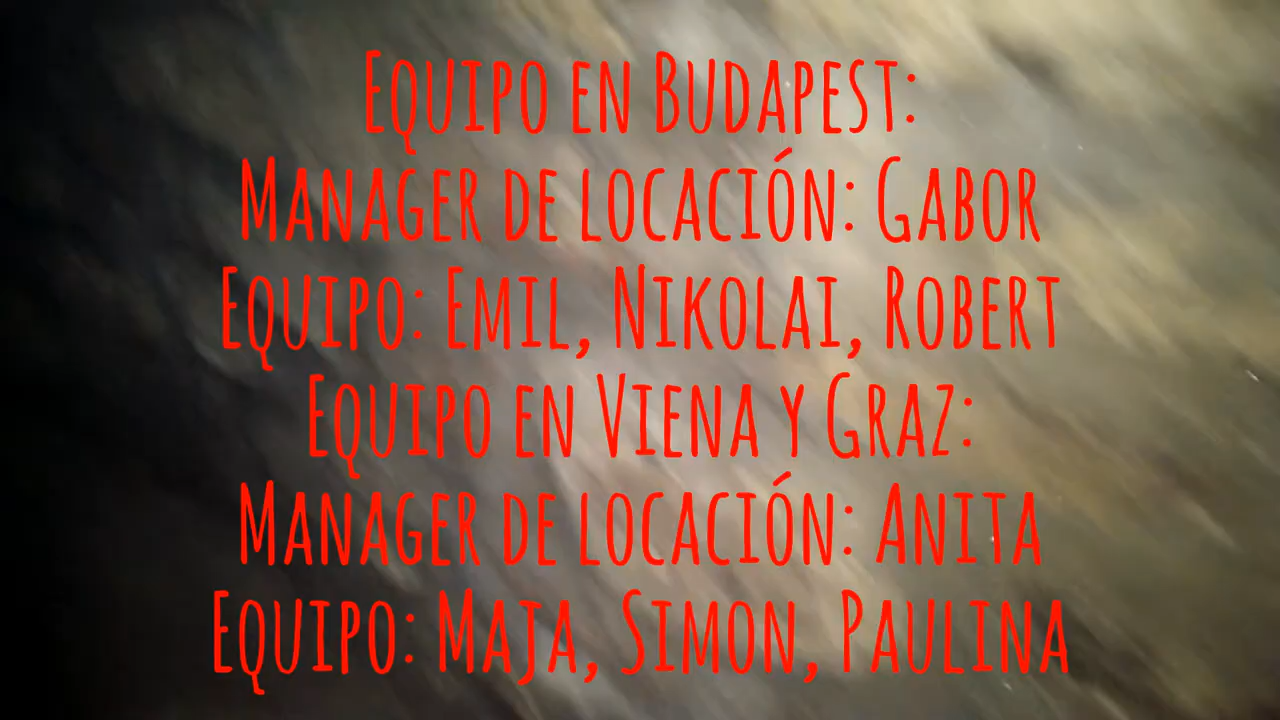 Equipo en Budapest:
Manager de locación: Gabor
Equipo: Emil, Nikolai, Robert
Equipo en Viena y Graz:
Manager de locación: Anita
Equipo: Maja, Simon, Paulina